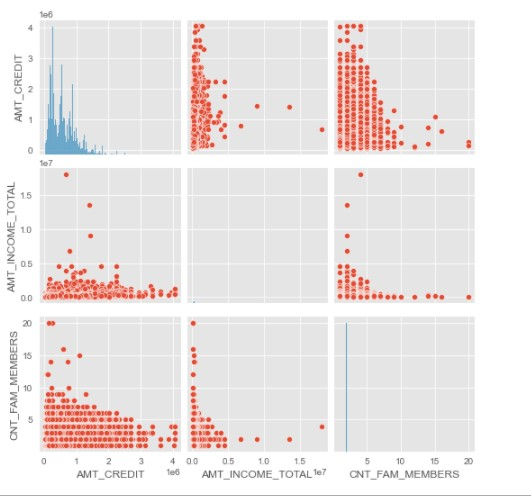 1e6
4
3
2
1
0
AMT_CREDIT
1e7
1.5
1.0
0.5
0.0
AMT_INCOME_TOTAL
20
15
10
5
CNT_FAM_MEMBERS
0 1 2 3 4
1e6
AMT_CREDIT
0.0 0.5 1.0 1.5
1e7
AMT_INCOME_TOTAL
5 10 15 20
CNT_FAM_MEMBERS